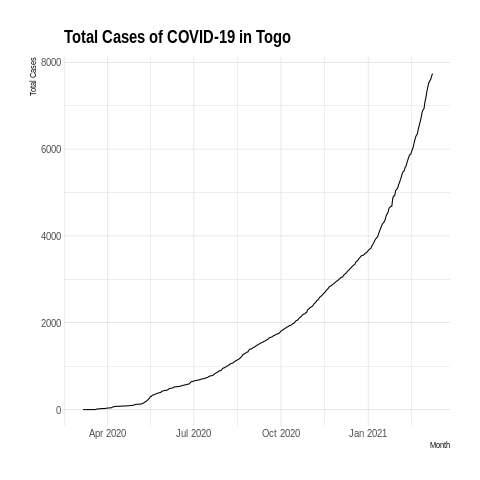 Total Cases of COVID-19 in Togo
Total Cases
8000
6000
4000
2000
0
Apr 2020 Jul 2020 Oct 2020 Jan 2021
Month